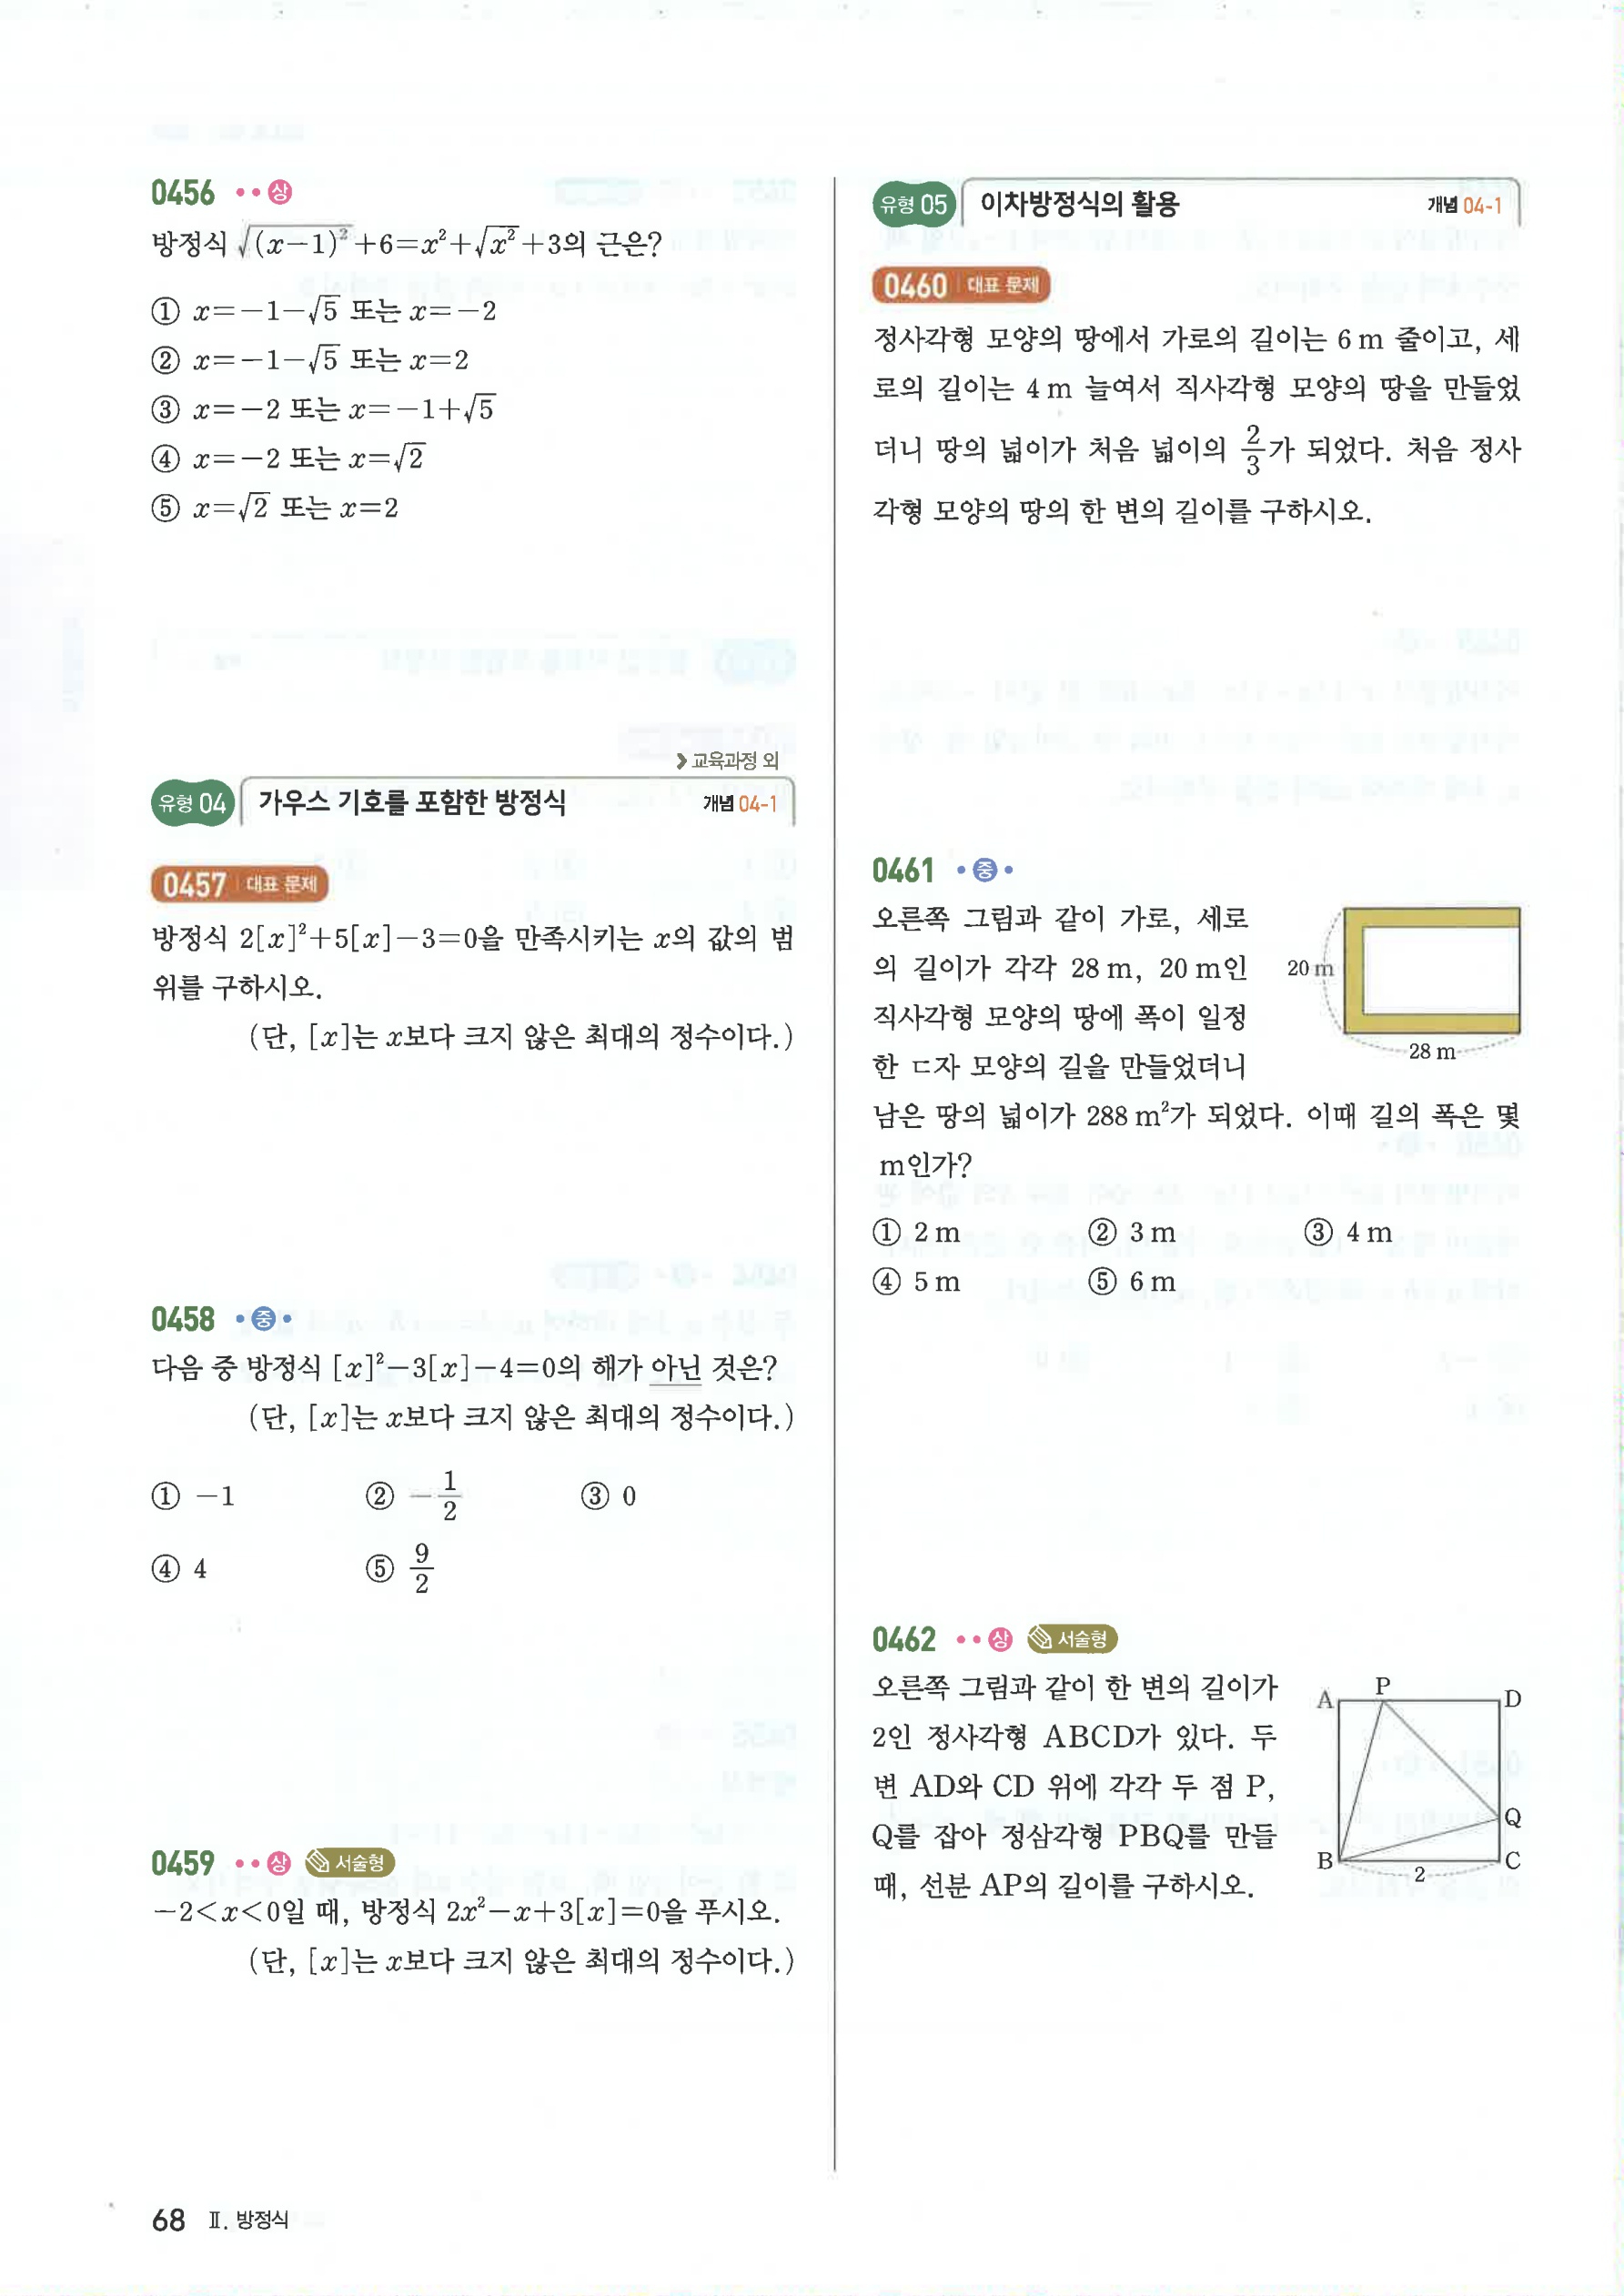 0456 ••상
방정식 √(x-1)²+6=x²+√x²+3의 근은?
① x=-1-√5 또는 x=-2
② x=-1-√5 또는 x=2
③ x=-2 또는 x=-1+√5
④ x=-2 또는 x=√2
⑤ x=√2 또는 x=2
❯ 교육과정 외
유형 04 가우스 기호를 포함한 방정식 개념 04-1
0457 대표 문제
방정식 2[x]²+5[x]-3=0을 만족시키는 x의 값의 범
위를 구하시오.
(단, [x]는 x보다 크지 않은 최대의 정수이다.)
0458 •중•
다음 중 방정식 [x]²-3[x]-4=0의 해가 아닌 것은?
(단, [x]는 x보다 크지 않은 최대의 정수이다.)
① -1 ② -1/2 ③ 0
④ 4 ⑤ 9/2
0459 ••상 서술형
-2<x<0일 때, 방정식 2x²-x+3[x]=0을 푸시오.
(단, [x]는 x보다 크지 않은 최대의 정수이다.)
유형 05 이차방정식의 활용 개념 04-1
0460 대표 문제
정사각형 모양의 땅에서 가로의 길이는 6 m 줄이고, 세
로의 길이는 4 m 늘여서 직사각형 모양의 땅을 만들었
더니 땅의 넓이가 처음 넓이의 2/3가 되었다. 처음 정사
각형 모양의 땅의 한 변의 길이를 구하시오.
0461 •중•
오른쪽 그림과 같이 가로, 세로
의 길이가 각각 28 m, 20 m인
직사각형 모양의 땅에 폭이 일정
한 ㄷ자 모양의 길을 만들었더니
남은 땅의 넓이가 288 m²가 되었다. 이때 길의 폭은 몇
m인가?
20 m
28 m
① 2 m ② 3 m ③ 4 m
④ 5 m ⑤ 6 m
0462 ••상 서술형
오른쪽 그림과 같이 한 변의 길이가
2인 정사각형 ABCD가 있다. 두
변 AD와 CD 위에 각각 두 점 P,
Q를 잡아 정삼각형 PBQ를 만들
때, 선분 AP의 길이를 구하시오.
A P D
Q
B 2 C
68 Ⅱ. 방정식